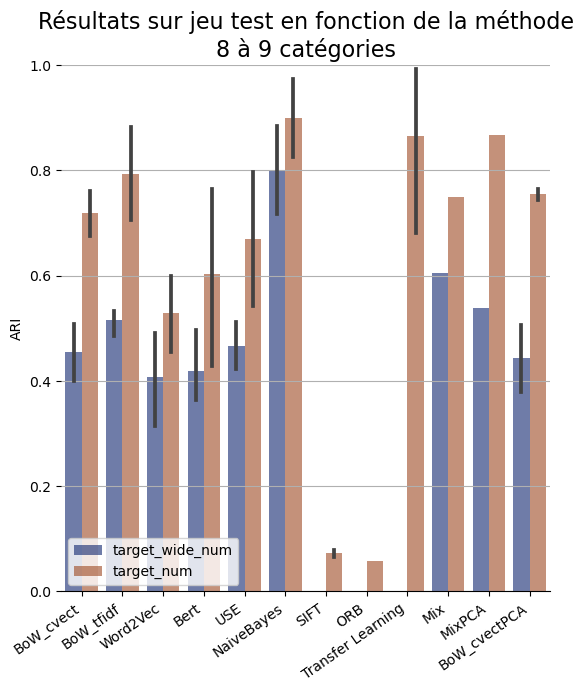 Résultats sur jeu test en fonction de la méthode
8 à 9 catégories
1.0
0.8
0.6
0.4
0.2
0.0
ARI
target_wide_num
target_num
BoW_cvect
BoW_tfidf
Word2Vec
Bert
USE
NaiveBayes
SIFT
ORB
Transfer Learning
Mix
MixPCA
BoW_cvectPCA